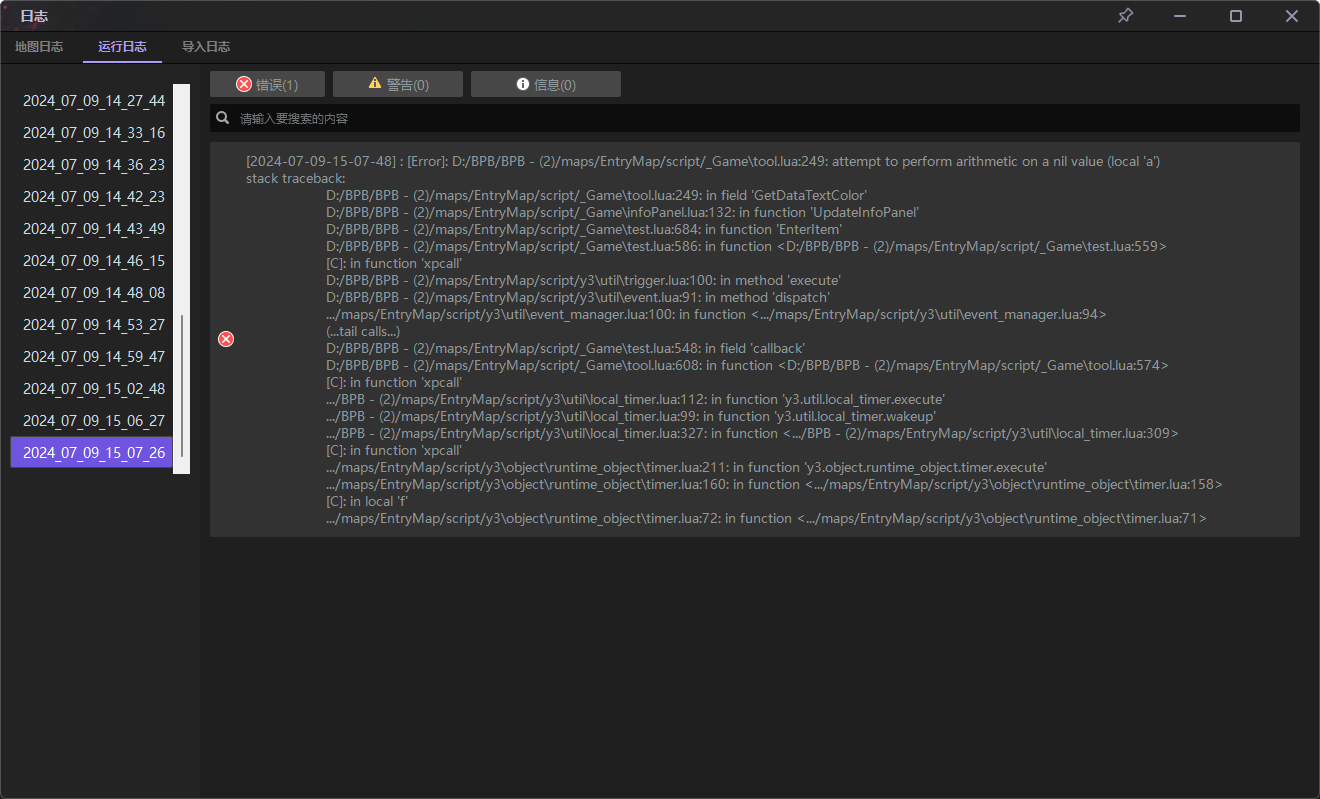 日志
地图日志 运行日志 导入日志
2024_07_09_14_27_44
2024_07_09_14_33_16
2024_07_09_14_36_23
2024_07_09_14_42_23
2024_07_09_14_43_49
2024_07_09_14_46_15
2024_07_09_14_48_08
2024_07_09_14_53_27
2024_07_09_14_59_47
2024_07_09_15_02_48
2024_07_09_15_06_27
2024_07_09_15_07_26
错误(1) 警告(0) 信息(0)
请输入要搜索的内容
[2024-07-09-15-07-48] : [Error]: D:/BPB/BPB - (2)/maps/EntryMap/script/_Game\tool.lua:249: attempt to perform arithmetic on a nil value (local 'a')
stack traceback:
D:/BPB/BPB - (2)/maps/EntryMap/script/_Game\tool.lua:249: in field 'GetDataTextColor'
D:/BPB/BPB - (2)/maps/EntryMap/script/_Game\infoPanel.lua:132: in function 'UpdateInfoPanel'
D:/BPB/BPB - (2)/maps/EntryMap/script/_Game\test.lua:684: in function 'EnterItem'
D:/BPB/BPB - (2)/maps/EntryMap/script/_Game\test.lua:586: in function <D:/BPB/BPB - (2)/maps/EntryMap/script/_Game\test.lua:559>
[C]: in function 'xpcall'
D:/BPB/BPB - (2)/maps/EntryMap/script/y3\util\trigger.lua:100: in method 'execute'
D:/BPB/BPB - (2)/maps/EntryMap/script/y3\util\event.lua:91: in method 'dispatch'
.../maps/EntryMap/script/y3\util\event_manager.lua:100: in function <.../maps/EntryMap/script/y3\util\event_manager.lua:94>
(...tail calls...)
D:/BPB/BPB - (2)/maps/EntryMap/script/_Game\test.lua:548: in field 'callback'
D:/BPB/BPB - (2)/maps/EntryMap/script/_Game\tool.lua:608: in function <D:/BPB/BPB - (2)/maps/EntryMap/script/_Game\tool.lua:574>
[C]: in function 'xpcall'
.../BPB - (2)/maps/EntryMap/script/y3\util\local_timer.lua:112: in function 'y3.util.local_timer.execute'
.../BPB - (2)/maps/EntryMap/script/y3\util\local_timer.lua:99: in function 'y3.util.local_timer.wakeup'
.../BPB - (2)/maps/EntryMap/script/y3\util\local_timer.lua:327: in function <.../BPB - (2)/maps/EntryMap/script/y3\util\local_timer.lua:309>
[C]: in function 'xpcall'
.../maps/EntryMap/script/y3\object\runtime_object\timer.lua:211: in function 'y3.object.runtime_object.timer.execute'
.../maps/EntryMap/script/y3\object\runtime_object\timer.lua:160: in function <.../maps/EntryMap/script/y3\object\runtime_object\timer.lua:158>
[C]: in local 'f'
.../maps/EntryMap/script/y3\object\runtime_object\timer.lua:72: in function <.../maps/EntryMap/script/y3\object\runtime_object\timer.lua:71>